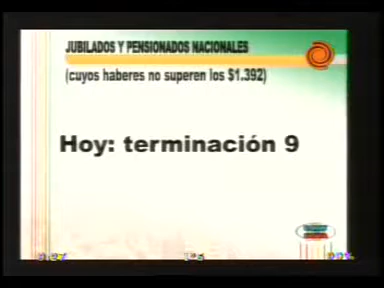 JUBILADOS Y PENSIONADOS NACIONALES
(cuyos haberes no superen los $1.392)
Hoy: terminación 9